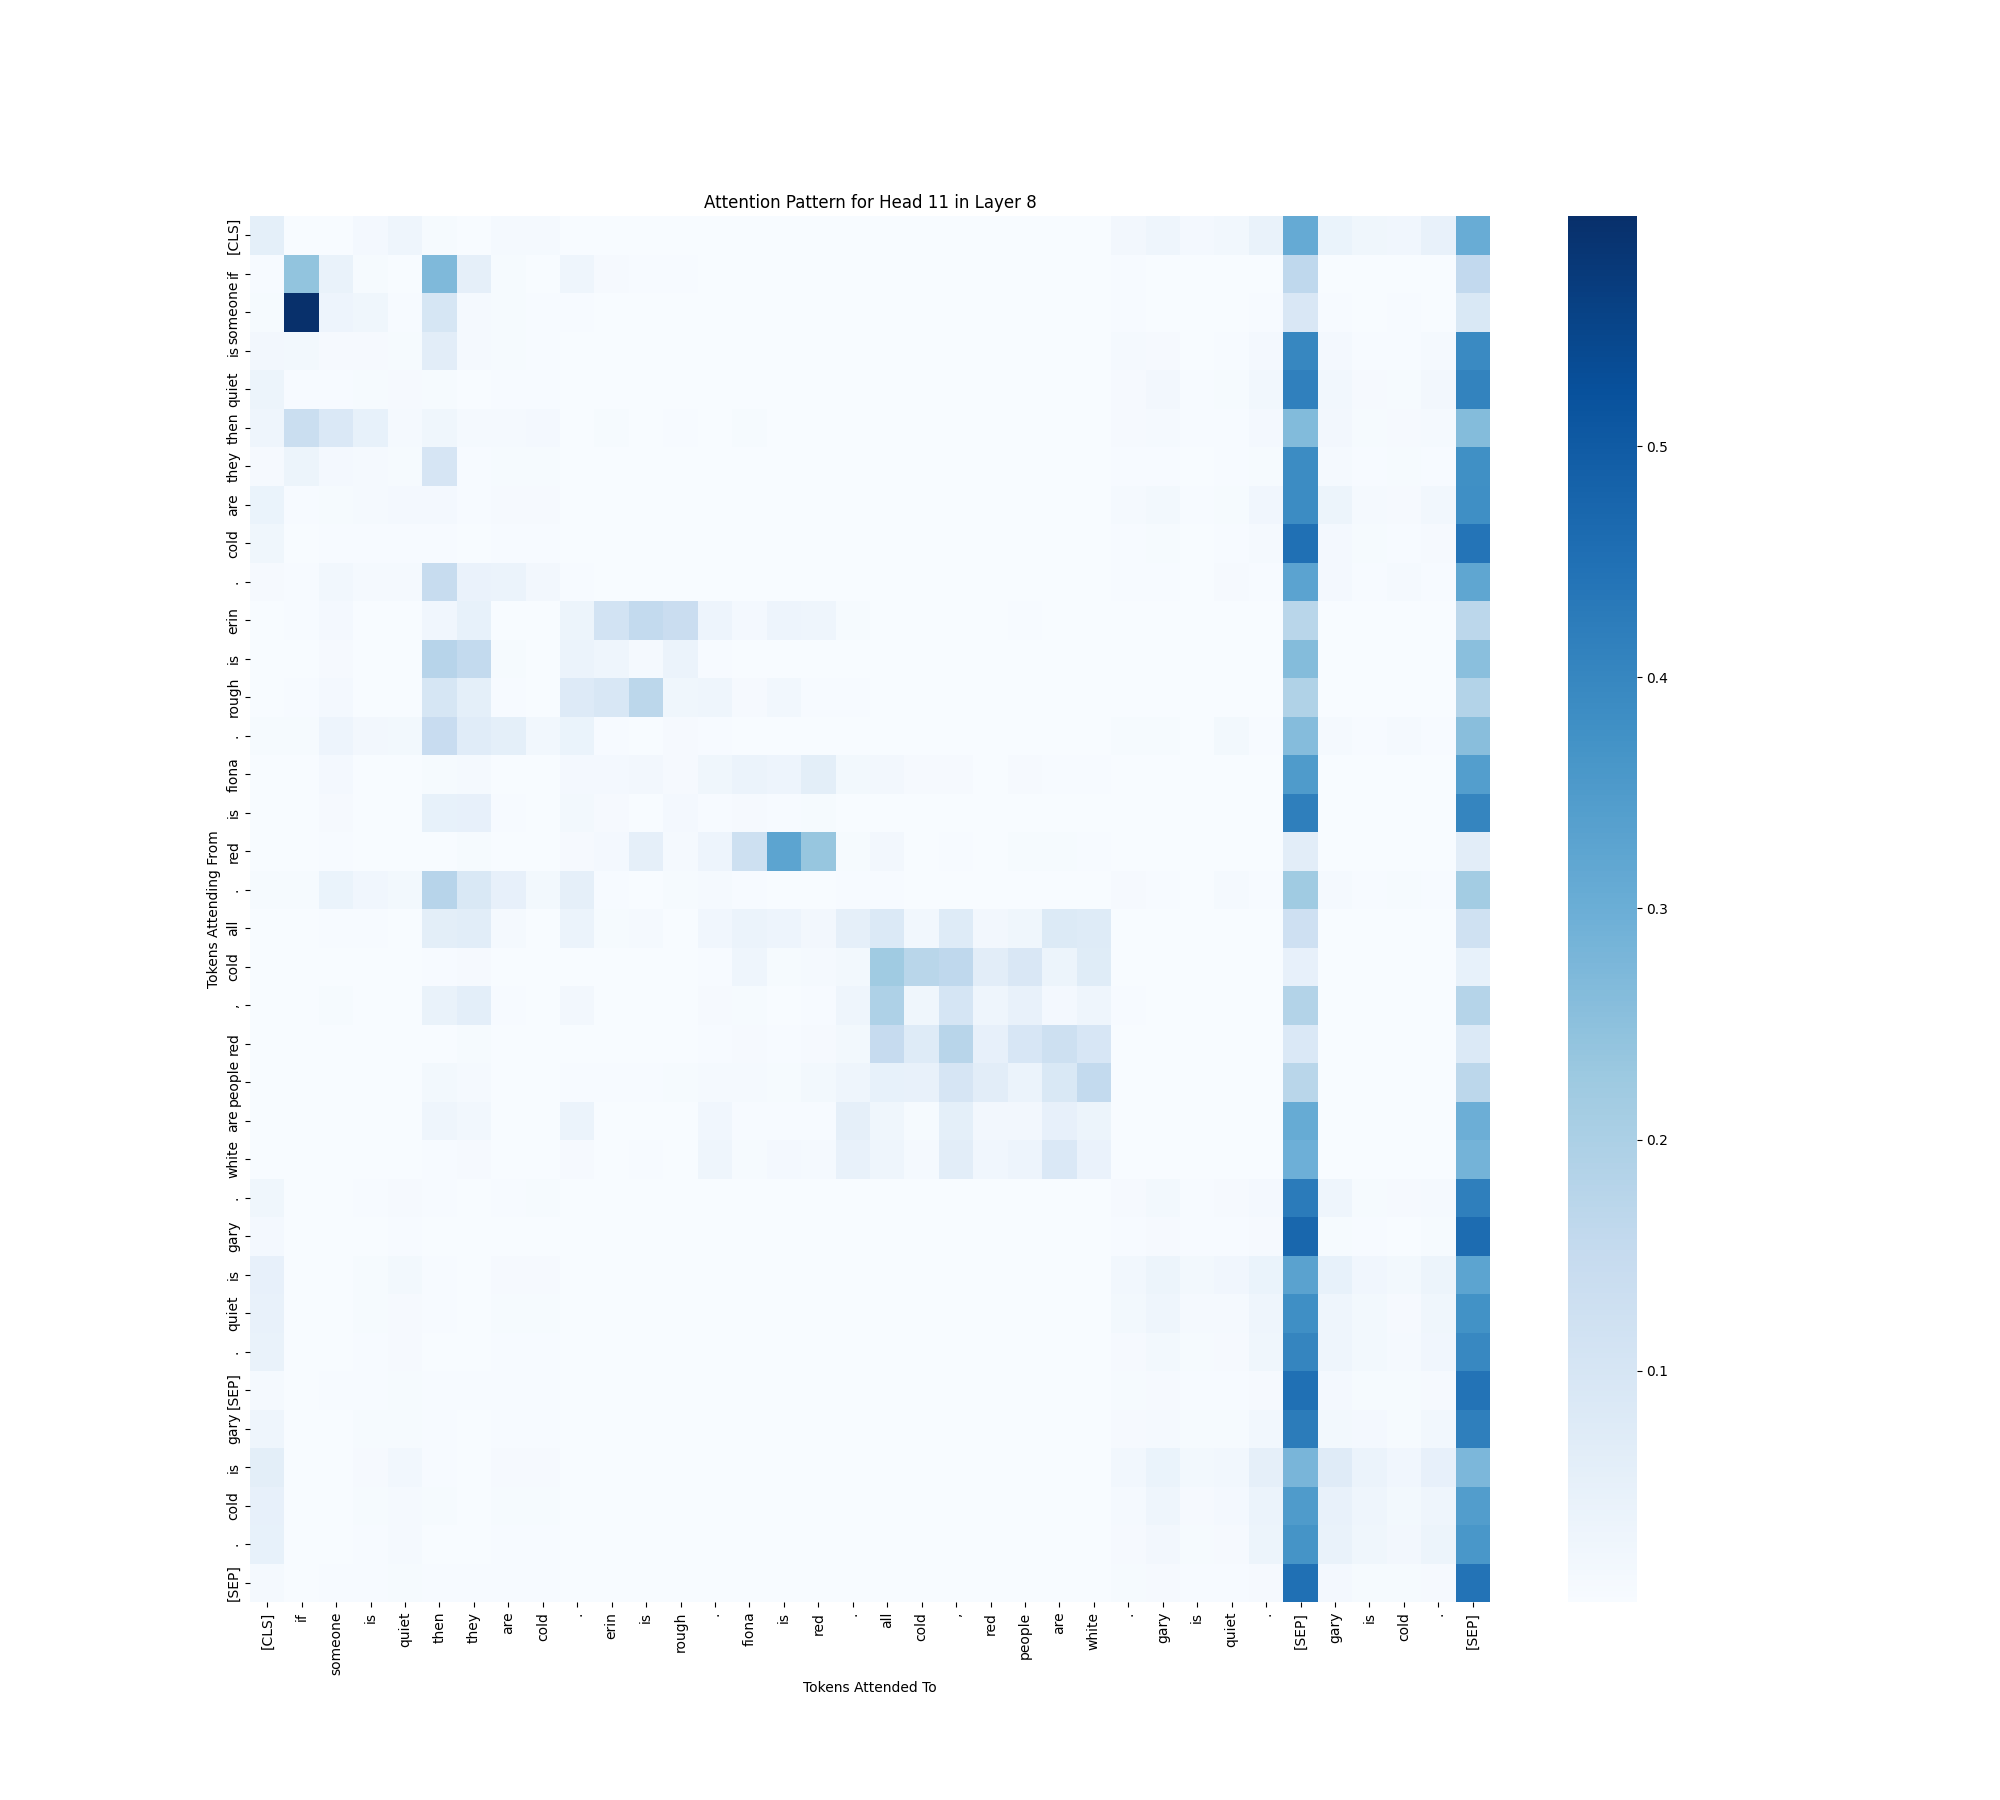 Attention Pattern for Head 11 in Layer 8
Tokens Attending From
[CLS]
if
someone
is
quiet
then
they
are
cold
.
erin
is
rough
.
fiona
is
red
.
all
cold
,
red
people
are
white
.
gary
is
quiet
.
[SEP]
gary
is
cold
.
[SEP]
[CLS] if someone is quiet then they are cold . erin is rough . fiona is red . all cold , red people are white . gary is quiet . [SEP] gary is cold . [SEP]
Tokens Attended To
0.5
0.4
0.3
0.2
0.1